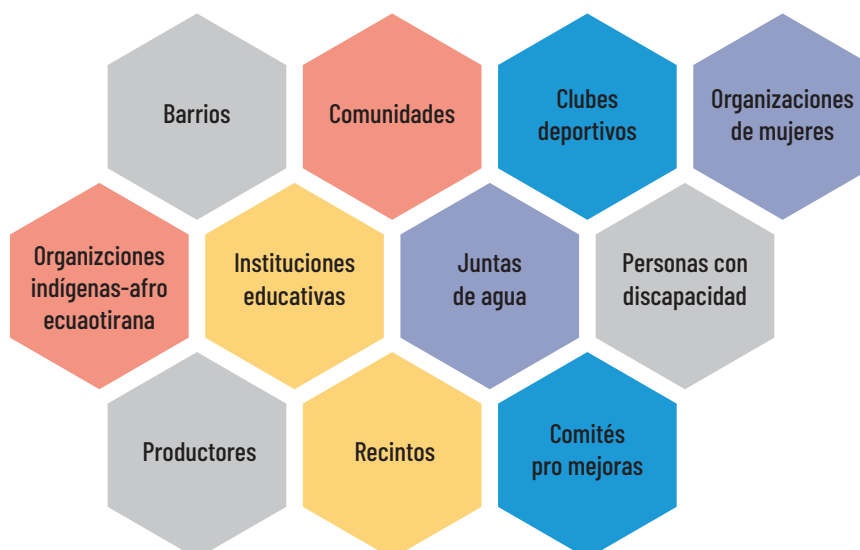 Barrios
Comunidades
Clubes
deportivos
Organizaciones
de mujeres
Organizciones
indígenas-afro
ecuaotirana
Instituciones
educativas
Juntas
de agua
Personas con
discapacidad
Productores
Recintos
Comités
pro mejoras